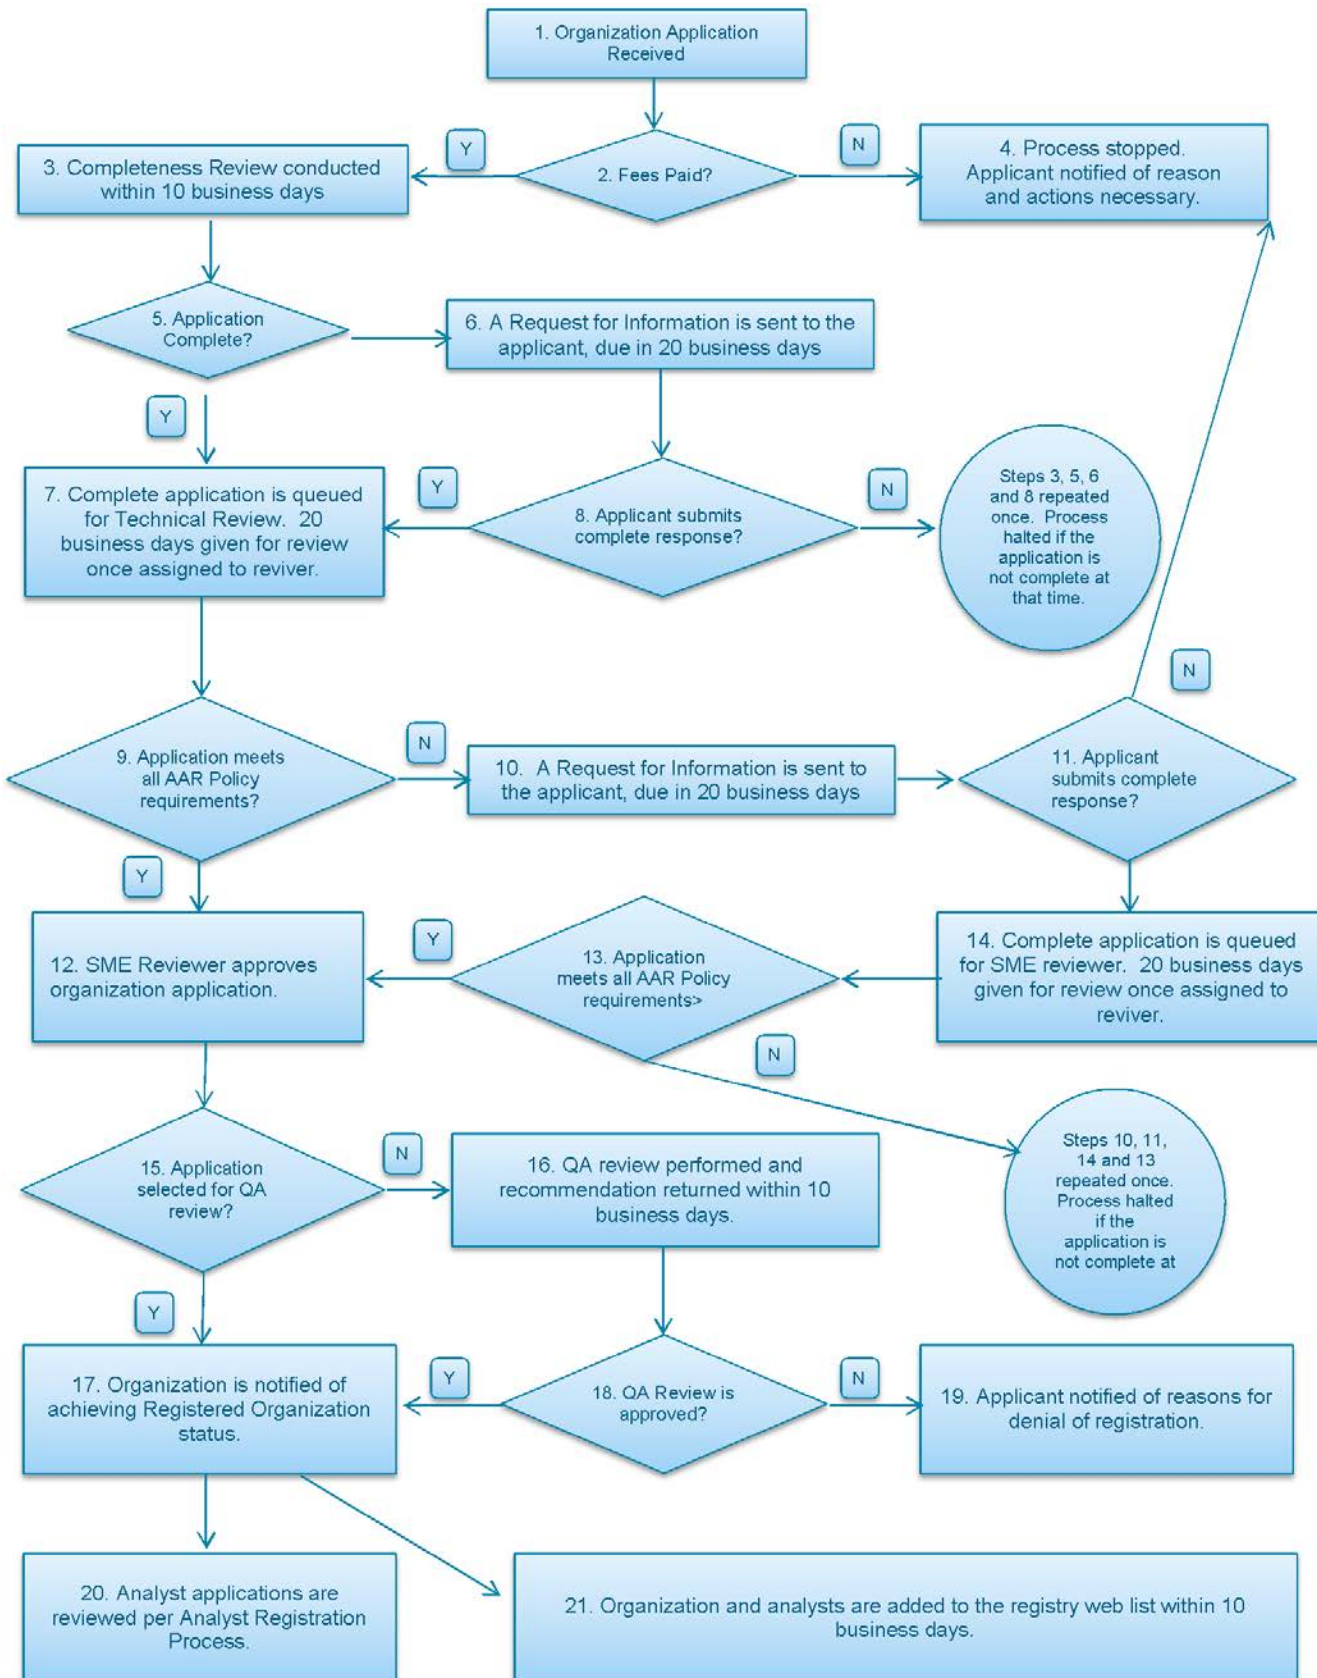 1. Organization Application
Received
Y
N
3. Completeness Review conducted
within 10 business days
2. Fees Paid?
4. Process stopped.
Applicant notified of reason
and actions necessary.
5. Application
Complete?
6. A Request for Information is sent to the
applicant, due in 20 business days
Y
7. Complete application is queued
for Technical Review. 20
business days given for review
once assigned to reviver.
Y
8. Applicant submits
complete response?
N
Steps 3, 5, 6
and 8 repeated
once. Process
halted if the
application is
not complete at
that time.
N
9. Application meets
all AAR Policy
requirements?
N
10. A Request for Information is sent to
the applicant, due in 20 business days
11. Applicant
submits complete
response?
Y
12. SME Reviewer approves
organization application.
Y
13. Application
meets all AAR Policy
requirements>
14. Complete application is queued
for SME reviewer. 20 business days
given for review once assigned to
reviver.
N
Steps 10, 11,
14 and 13
repeated once.
Process halted
if the
application is
not complete at
15. Application
selected for QA
review?
N
16. QA review performed and
recommendation returned within 10
business days.
Y
17. Organization is notified of
achieving Registered Organization
status.
Y
18. QA Review is
approved?
N
19. Applicant notified of reasons for
denial of registration.
20. Analyst applications are
reviewed per Analyst Registration
Process.
21. Organization and analysts are added to the registry web list within 10
business days.